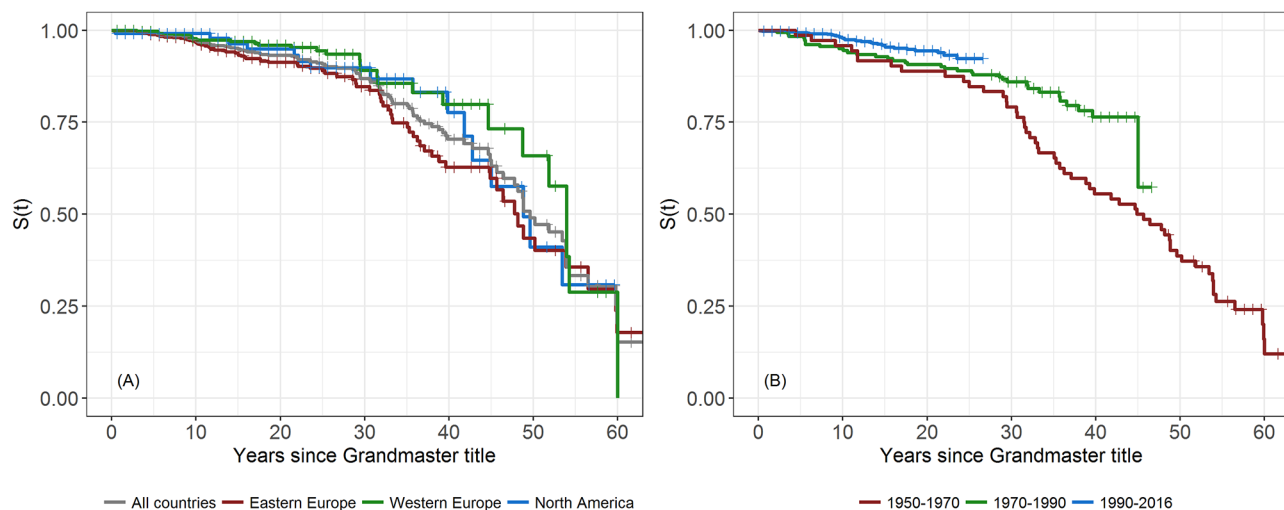 1.00
0.75
0.50
0.25
0.00
S(t)
(A)
0 10 20 30 40 50 60
Years since Grandmaster title
All countries Eastern Europe Western Europe North America
1.00
0.75
0.50
0.25
0.00
S(t)
(B)
0 10 20 30 40 50 60
Years since Grandmaster title
1950-1970 1970-1990 1990-2016